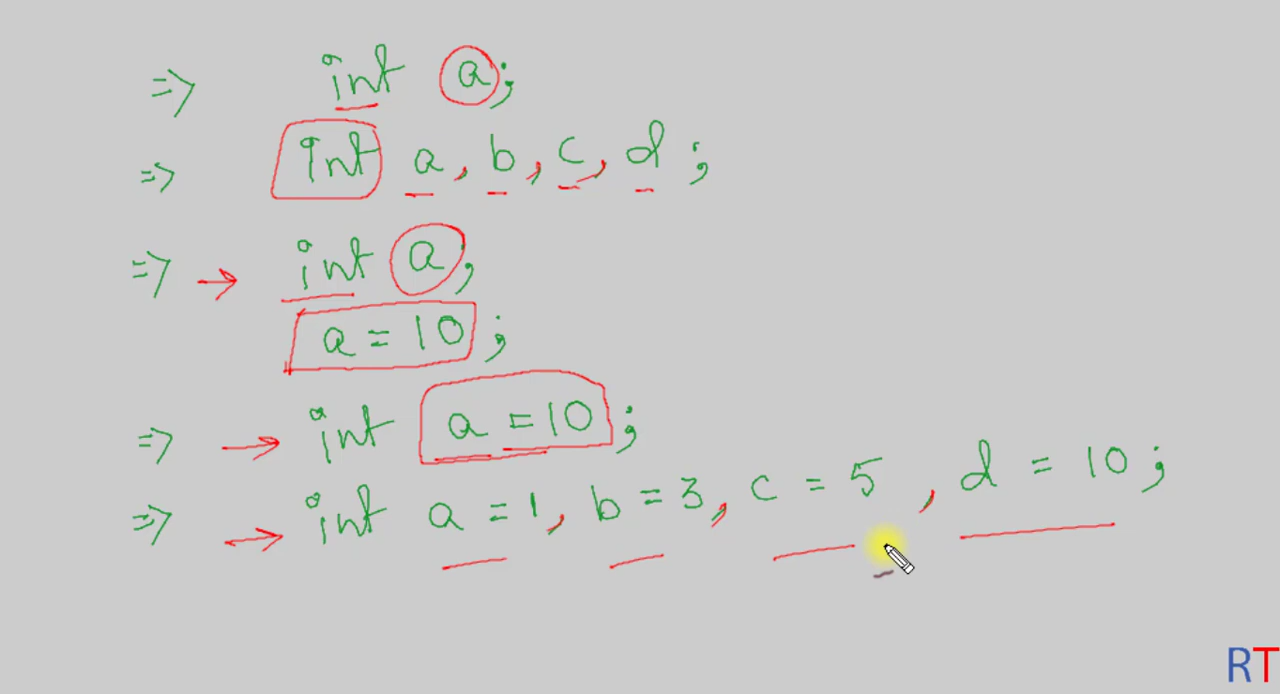 => int a;
=> int a, b, c, d;
=> → int a;
a = 10;
=> → int a = 10;
=> → int a = 1, b = 3, c = 5, d = 10;
RT